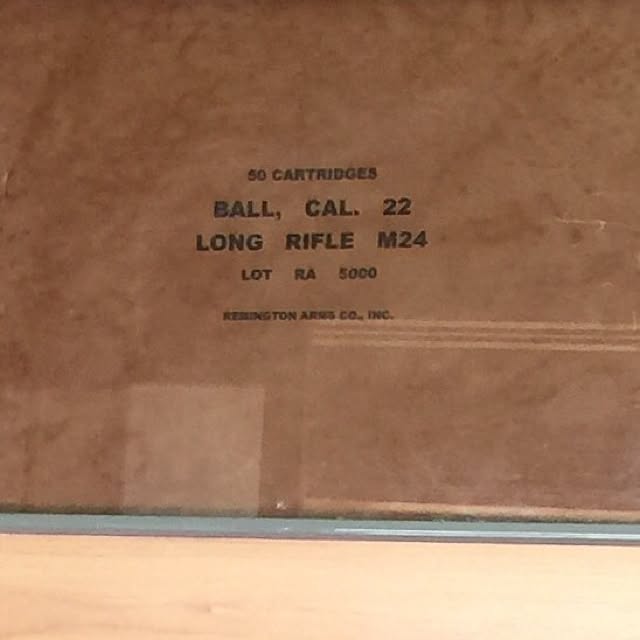 50 CARTRIDGES
BALL, CAL. 22
LONG RIFLE M24
LOT RA 5000
REMINGTON ARMS CO., INC.